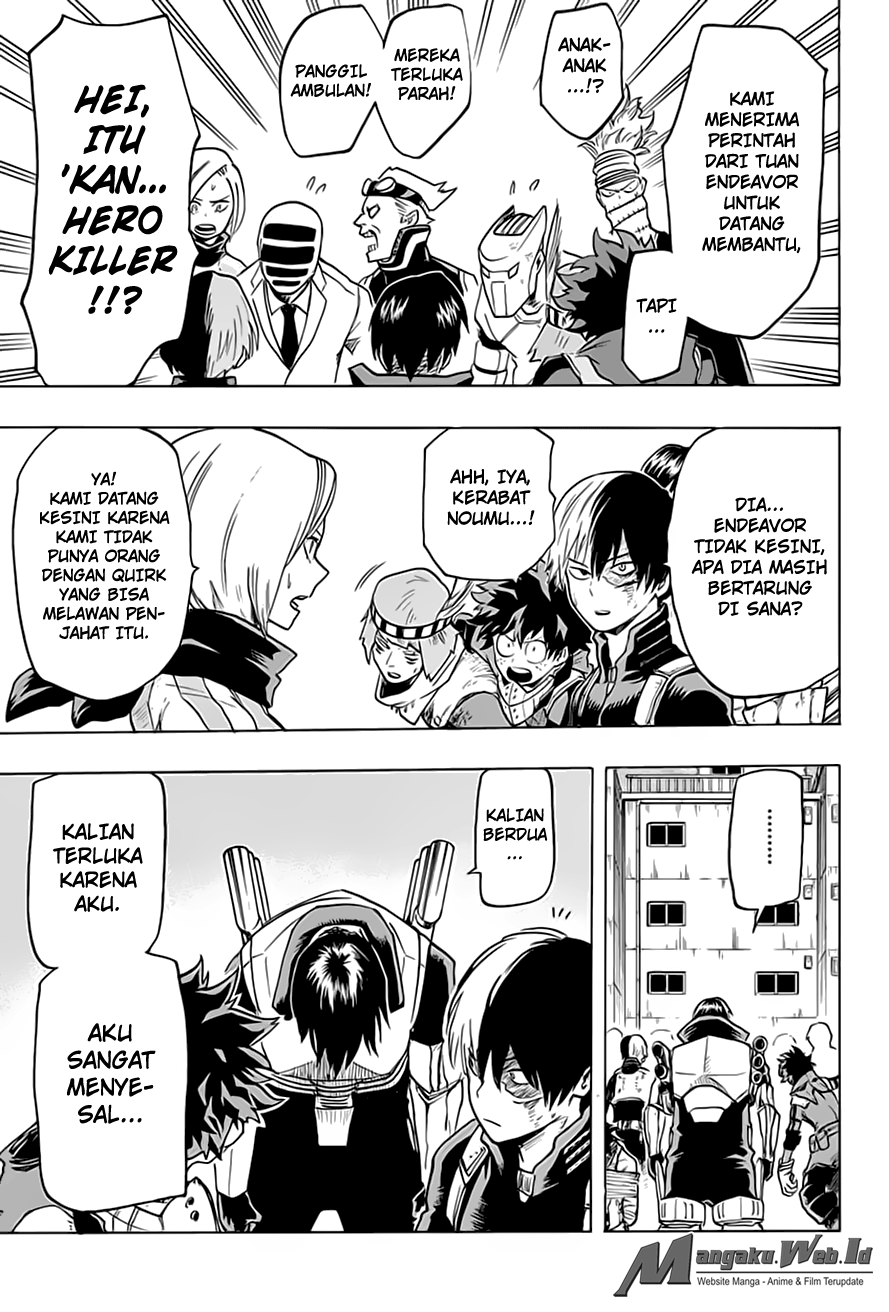 KAMI
MENERIMA
PERINTAH
DARI TUAN
ENDEAVOR
UNTUK
DATANG
MEMBANTU,
TAPI
...
ANAK-
ANAK
...!?
MEREKA
TERLUKA
PARAH!
PANGGIL
AMBULAN!
HEI,
ITU
'KAN...
HERO
KILLER
!!?
DIA...
ENDEAVOR
TIDAK KESINI,
APA DIA MASIH
BERTARUNG
DI SANA?
AHH, IYA,
KERABAT
NOUMU...!
YA!
KAMI DATANG
KESINI KARENA
KAMI TIDAK
PUNYA ORANG
DENGAN QUIRK
YANG BISA
MELAWAN PEN-
JAHAT ITU.
.........
KALIAN
BERDUA
...
KALIAN
TERLUKA
KARENA
AKU.
AKU
SANGAT
MENYE-
SAL...
Mangaku.Web.Id
Website Manga - Anime & Film Terupdate